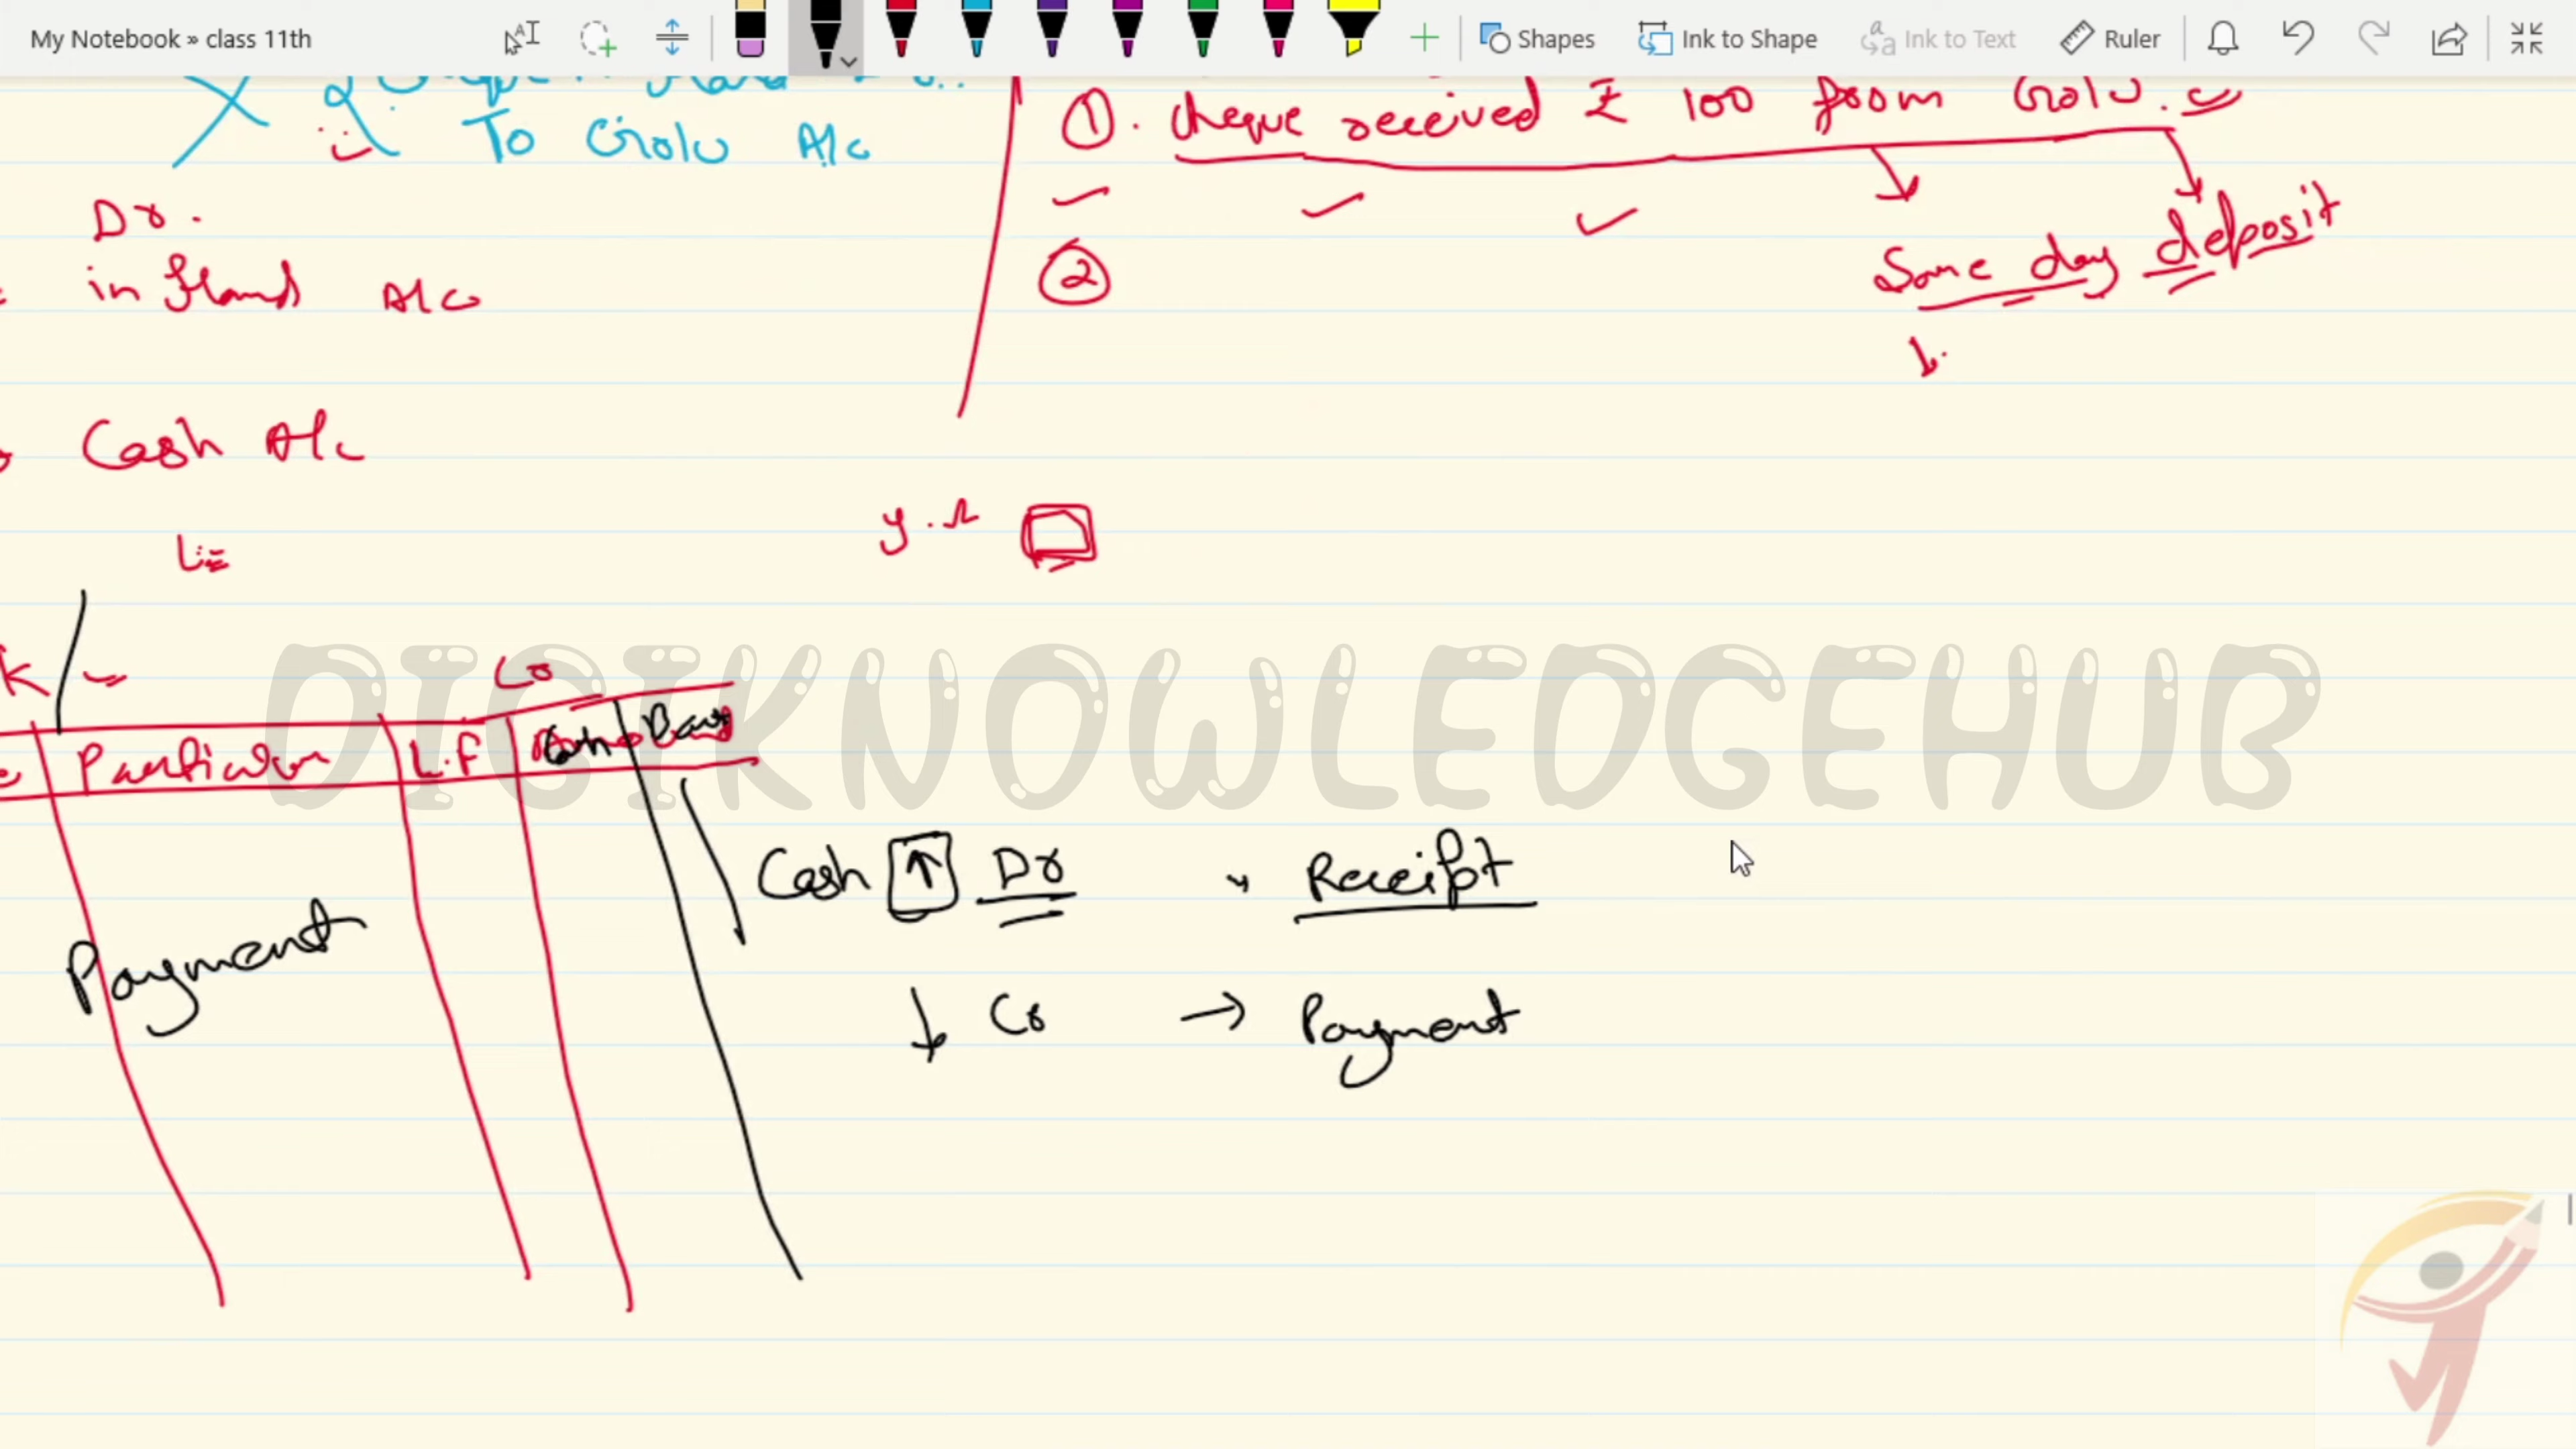 My Notebook » class 11th
Shapes
Ink to Shape
Ink to Text
Ruler
To Golu A/c
①. Cheque received ₹ 100 from Golu.
Dr.
②
Same day deposit
in Hand A/c
Cash A/c
Cr
Particular L.F Cash Bank
DIGIKNOWLEDGEHUB
Cash ↑ Dr Receipt
Payment
↓ Cr → Payment